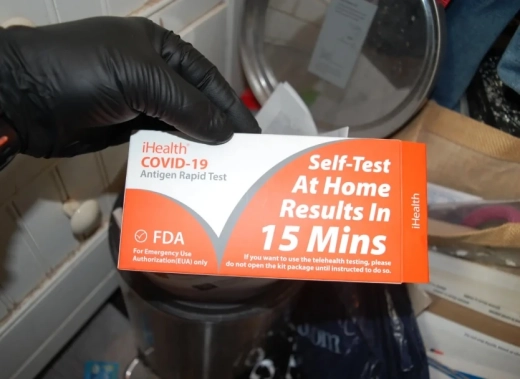 iHealth
COVID-19
Antigen Rapid Test
FDA
For Emergency Use
Authorization(EUA) only
Self-Test
At Home
Results In
15 Mins
If you want to use the telehealth testing, please
do not open the kit package until instructed to do so.
iHealth